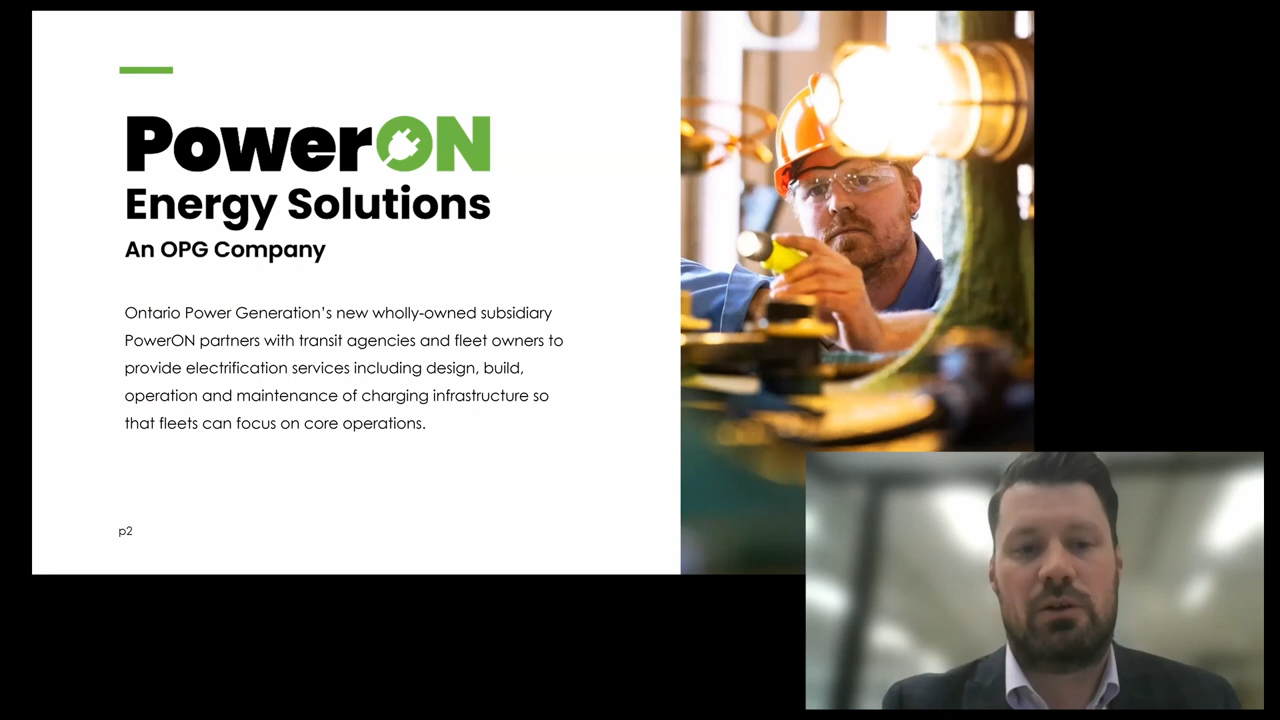 PowerON
Energy Solutions
An OPG Company
Ontario Power Generation’s new wholly-owned subsidiary
PowerON partners with transit agencies and fleet owners to
provide electrification services including design, build,
operation and maintenance of charging infrastructure so
that fleets can focus on core operations.
p2